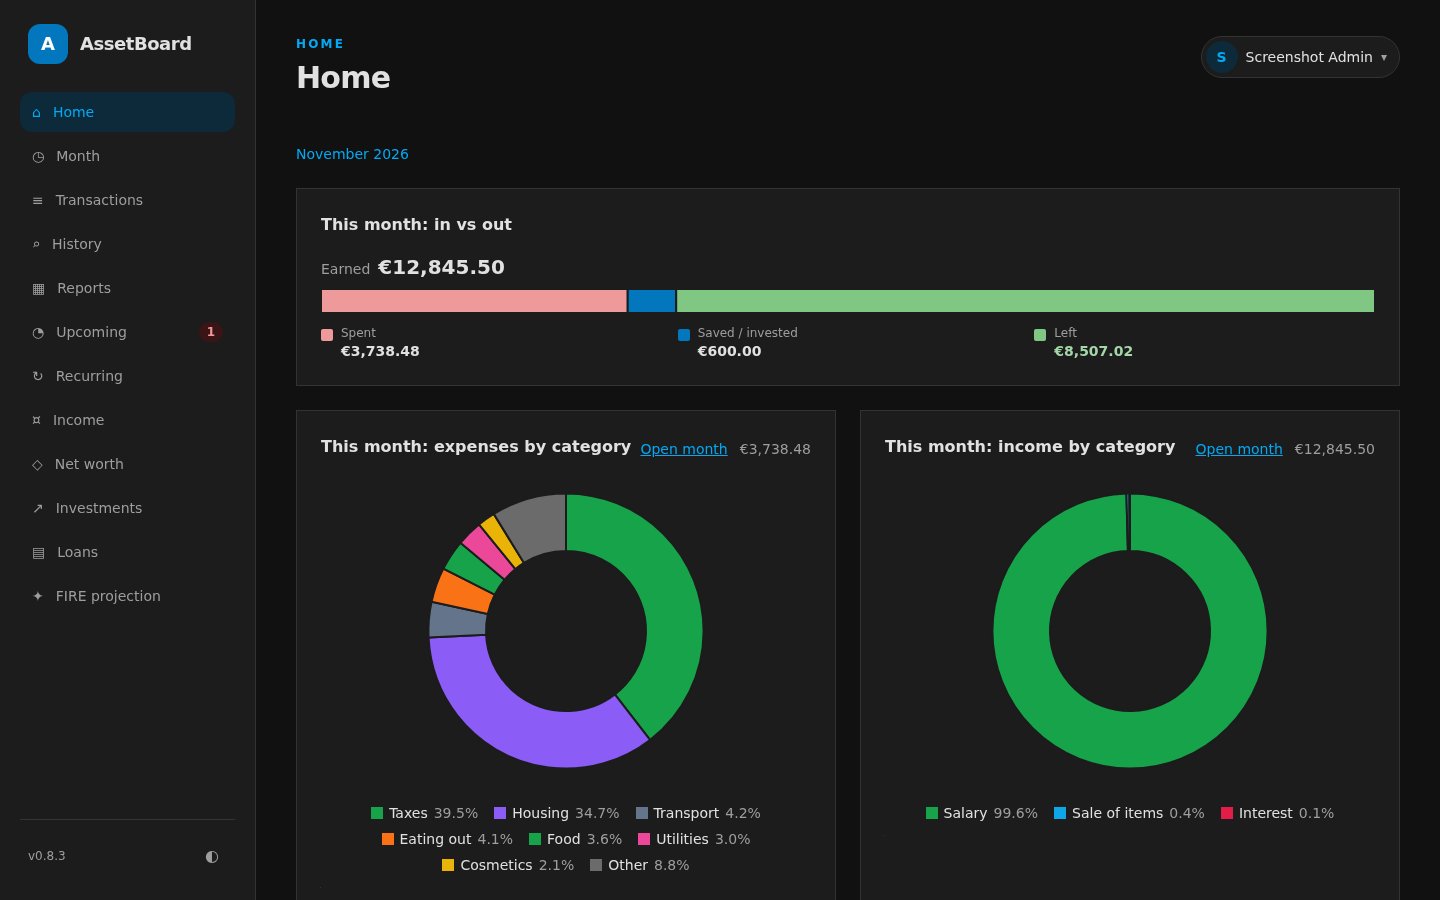 A AssetBoard
Home
Month
Transactions
History
Reports
Upcoming 1
Recurring
Income
Net worth
Investments
Loans
FIRE projection
v0.8.3
HOME
Home
S Screenshot Admin
November 2026
This month: in vs out
Earned €12,845.50
Spent
€3,738.48
Saved / invested
€600.00
Left
€8,507.02
This month: expenses by category Open month €3,738.48
Taxes 39.5% Housing 34.7% Transport 4.2%
Eating out 4.1% Food 3.6% Utilities 3.0%
Cosmetics 2.1% Other 8.8%
This month: income by category Open month €12,845.50
Salary 99.6% Sale of items 0.4% Interest 0.1%